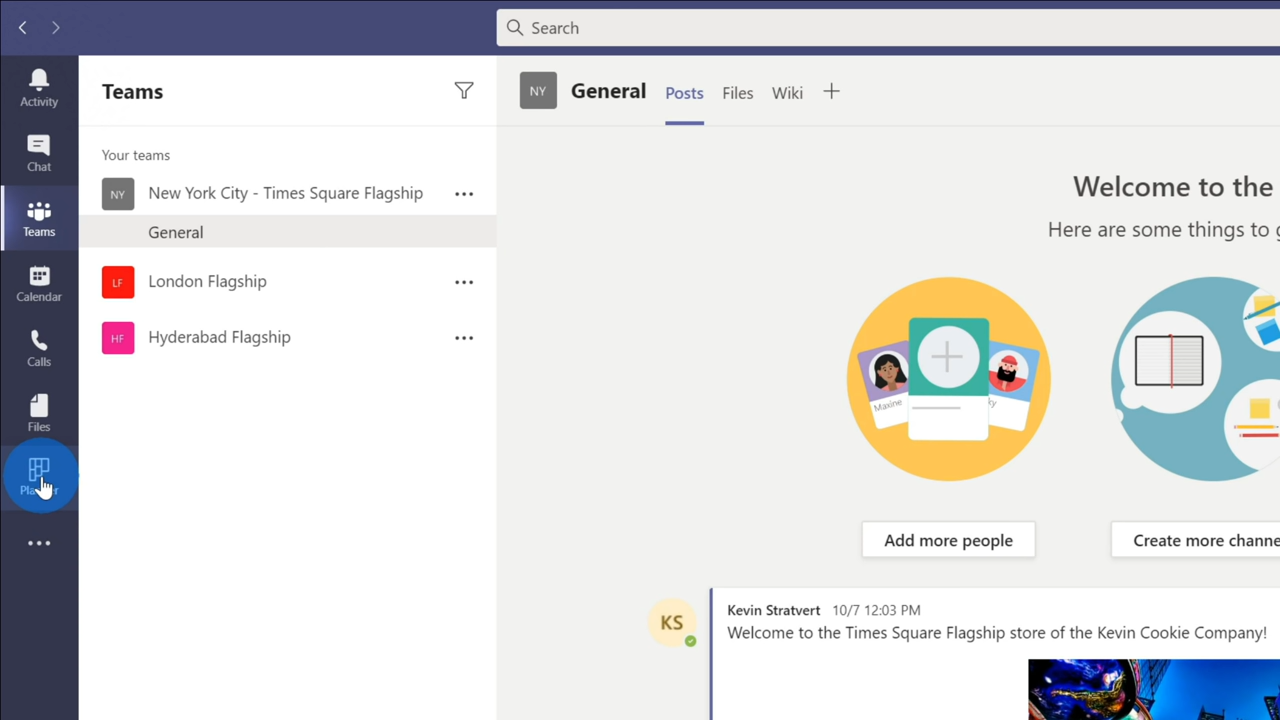 Search
Activity
Chat
Teams
Calendar
Calls
Files
Teams
Your teams
NY New York City - Times Square Flagship
General
LF London Flagship
HF Hyderabad Flagship
NY General Posts Files Wiki
Welcome to the
Here are some things to
Maxine
Add more people
Create more channe
KS
Kevin Stratvert 10/7 12:03 PM
Welcome to the Times Square Flagship store of the Kevin Cookie Company!